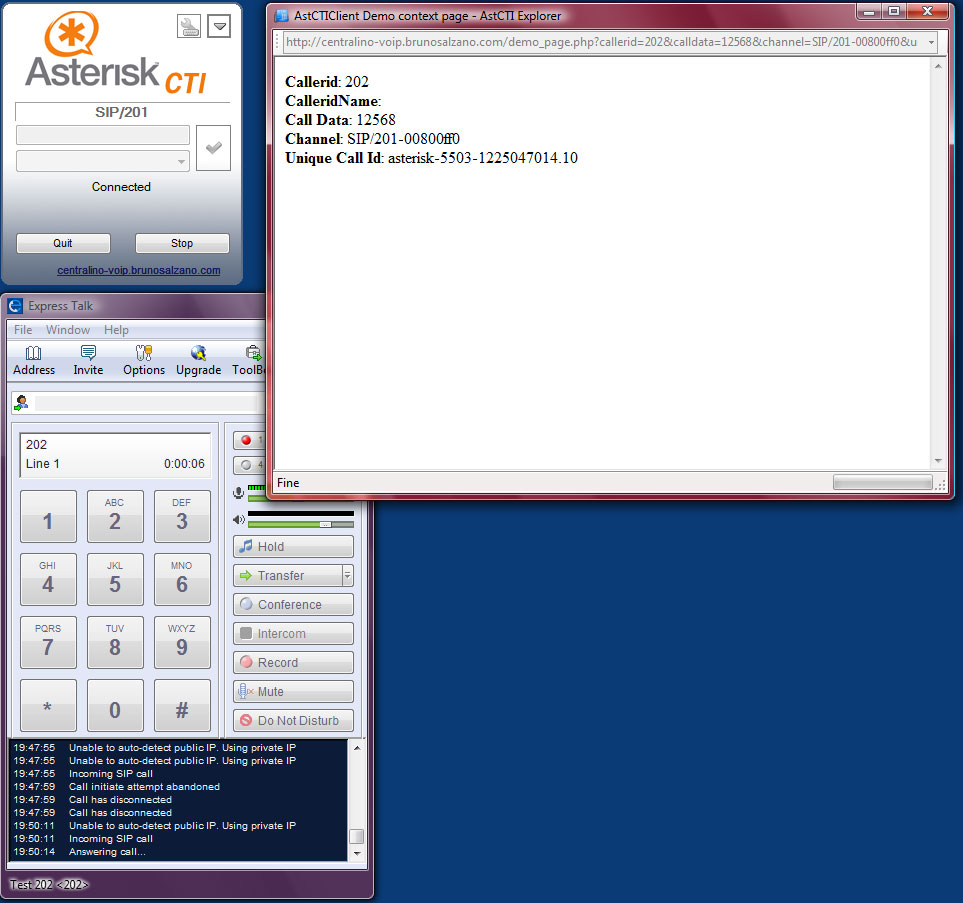 Asterisk CTI
SIP/201
Connected
Quit
Stop
centralino-voip.brunosalzano.com
AstCTIClient Demo context page - AstCTI Explorer
http://centralino-voip.brunosalzano.com/demo_page.php?callerid=202&calldata=12568&channel=SIP/201-00800ff0&u
Callerid: 202
CalleridName:
Call Data: 12568
Channel: SIP/201-00800ff0
Unique Call Id: asterisk-5503-1225047014.10
Fine
Express Talk
File Window Help
Address Invite Options Upgrade ToolB
202
Line 1 0:00:06
1
4
1
ABC
2
DEF
3
GHI
4
JKL
5
MNO
6
PQRS
7
TUV
8
WXYZ
9
*
0
#
Hold
Transfer
Conference
Intercom
Record
Mute
Do Not Disturb
19:47:55 Unable to auto-detect public IP. Using private IP
19:47:55 Unable to auto-detect public IP. Using private IP
19:47:55 Incoming SIP call
19:47:59 Call initiate attempt abandoned
19:47:59 Call has disconnected
19:47:59 Call has disconnected
19:50:11 Unable to auto-detect public IP. Using private IP
19:50:11 Incoming SIP call
19:50:14 Answering call...
Test 202 <202>